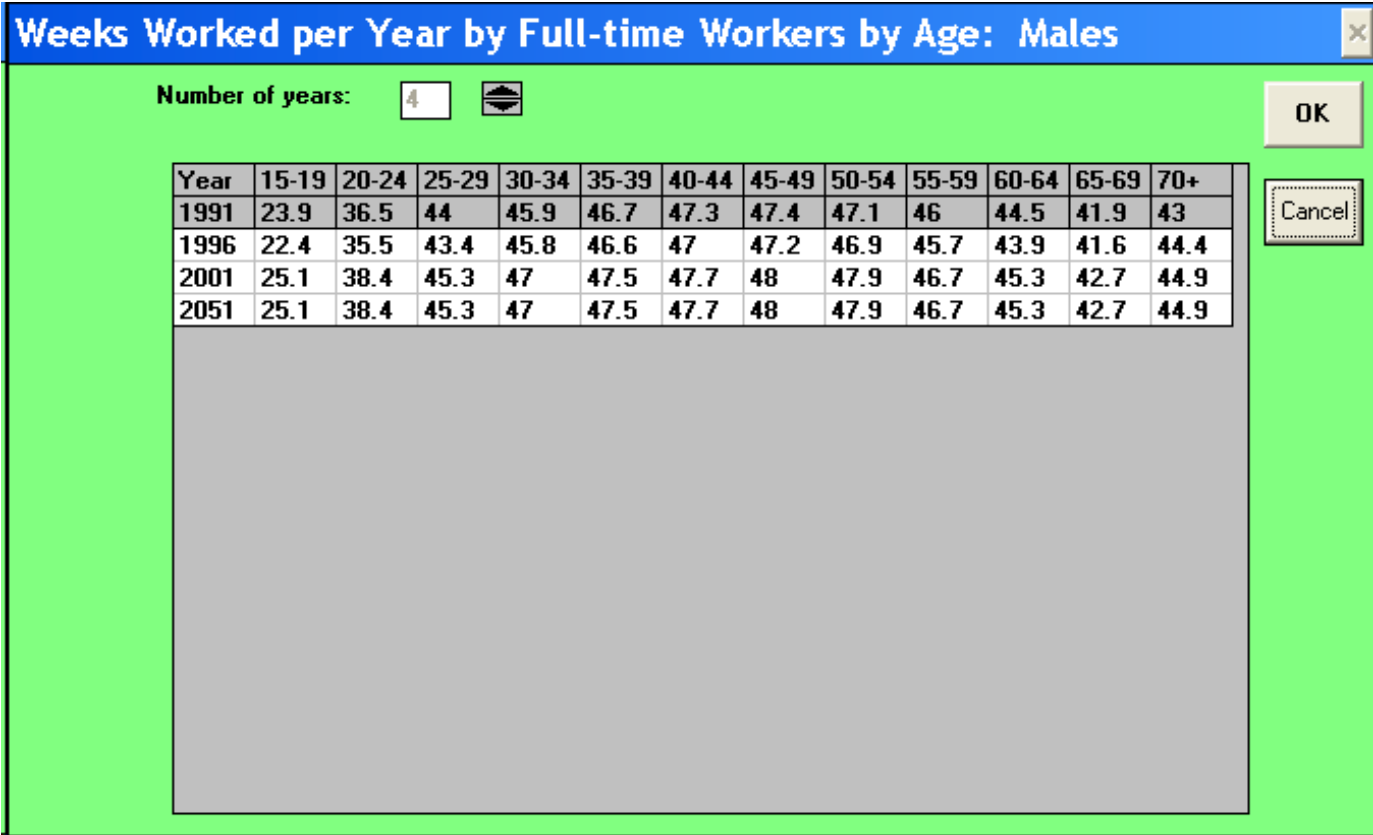 Weeks Worked per Year by Full-time Workers by Age: Males
Number of years: 4
OK
Cancel
Year 15-19 20-24 25-29 30-34 35-39 40-44 45-49 50-54 55-59 60-64 65-69 70+
1991 23.9 36.5 44 45.9 46.7 47.3 47.4 47.1 46 44.5 41.9 43
1996 22.4 35.5 43.4 45.8 46.6 47 47.2 46.9 45.7 43.9 41.6 44.4
2001 25.1 38.4 45.3 47 47.5 47.7 48 47.9 46.7 45.3 42.7 44.9
2051 25.1 38.4 45.3 47 47.5 47.7 48 47.9 46.7 45.3 42.7 44.9